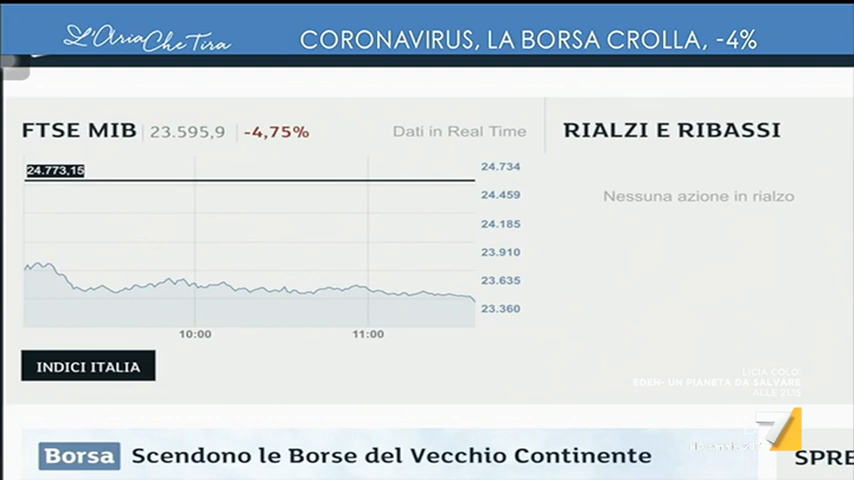 L'Aria Che Tira
CORONAVIRUS, LA BORSA CROLLA, -4%
FTSE MIB 23.595,9 -4,75% Dati in Real Time
RIALZI E RIBASSI
24.773,15
24.734
24.459
24.185
23.910
23.635
23.360
Nessuna azione in rialzo
10:00 11:00
INDICI ITALIA
LICIA COLO'
EDEN- UN PIANETA DA SALVARE
ALLE 21.15
7
Borsa Scendono le Borse del Vecchio Continente
SPRE